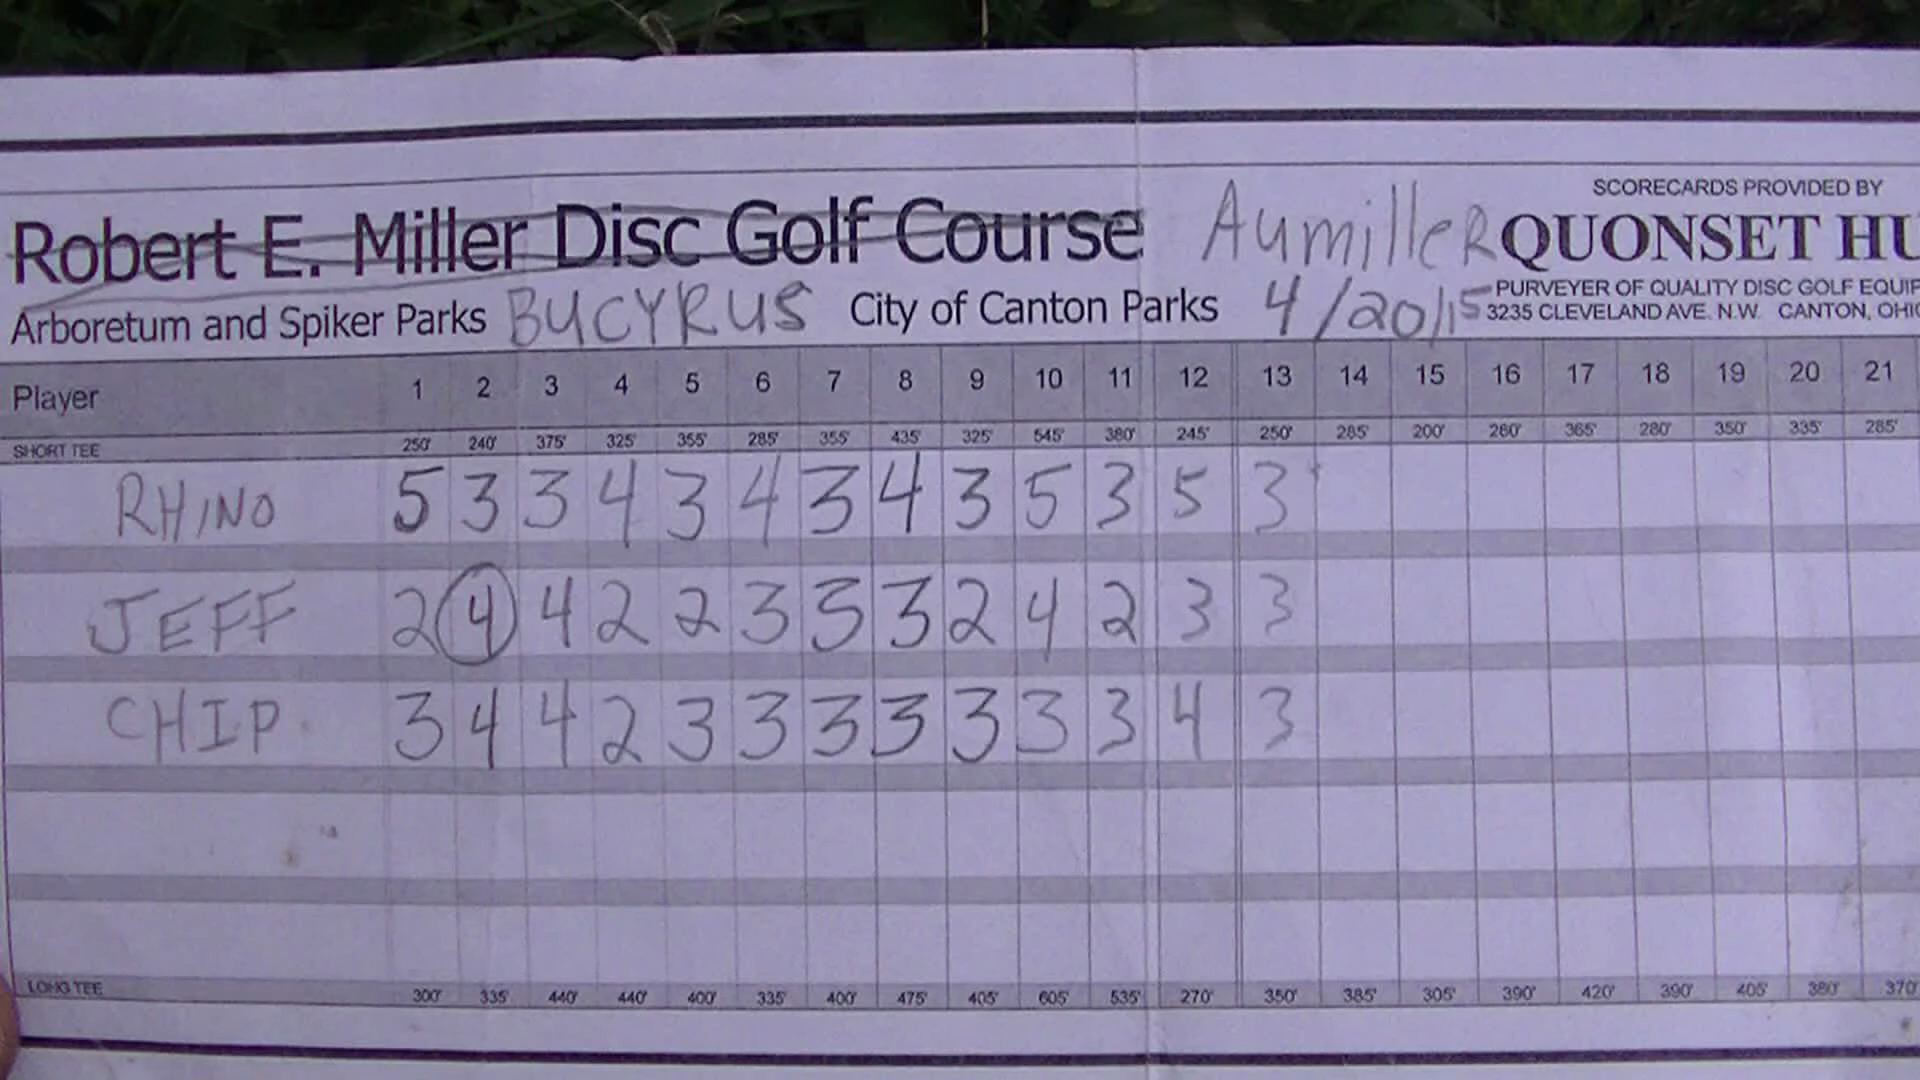 SCORECARDS PROVIDED BY
Robert E. Miller Disc Golf Course AumilleR QUONSET HU
Arboretum and Spiker Parks BUCYRUS City of Canton Parks 4/20/15
PURVEYER OF QUALITY DISC GOLF EQUIP
3235 CLEVELAND AVE. N.W. CANTON, OHIO
Player 1 2 3 4 5 6 7 8 9 10 11 12 13 14 15 16 17 18 19 20 21
SHORT TEE 250' 240' 375' 325' 355' 285' 355' 435' 325' 545' 380' 245' 250' 285' 200' 260' 365' 280' 350' 335' 285'
RHINO 5 3 3 4 3 4 3 4 3 5 3 5 3
JEFF 2 4 4 2 2 3 3 3 2 4 2 3 3
CHIP 3 4 4 2 3 3 3 3 3 3 3 4 3
LONG TEE 300' 335' 440' 440' 400' 335' 400' 475' 405' 605' 535' 270' 350' 385' 305' 390' 420' 390' 405' 380' 370'